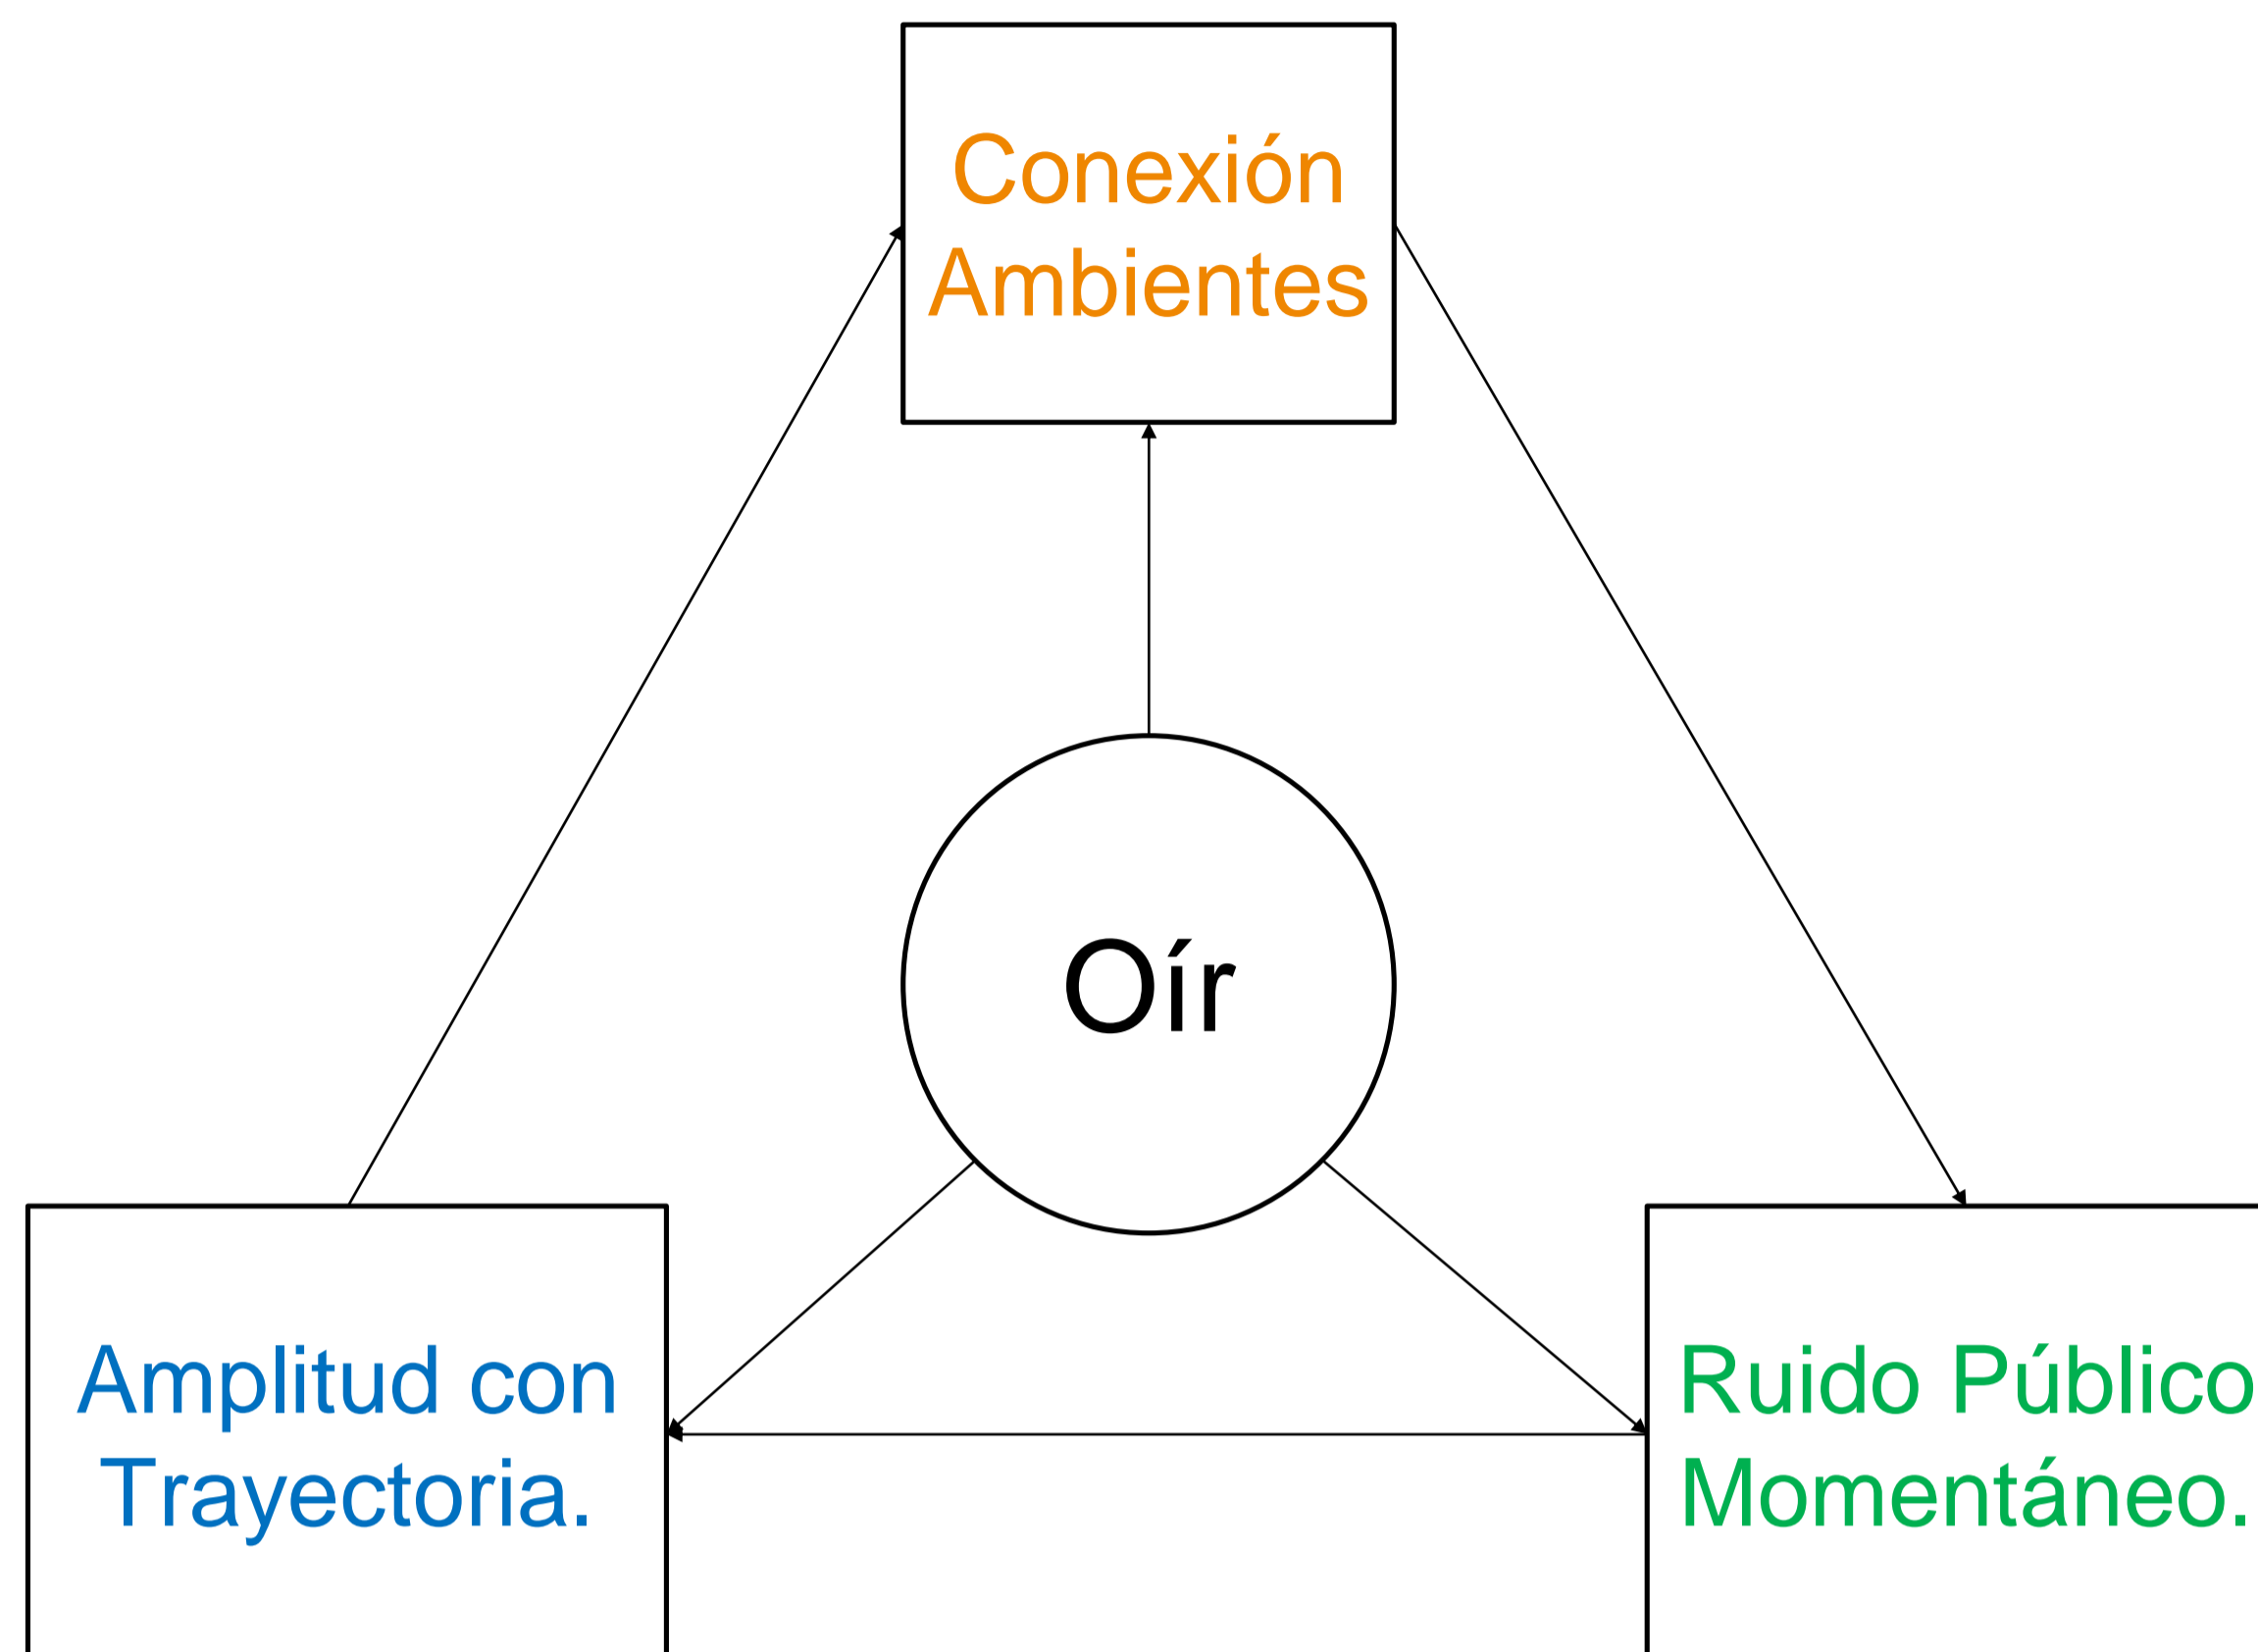 Conexión
Ambientes
Oír
Amplitud con
Trayectoria.
Ruido Público
Momentáneo.